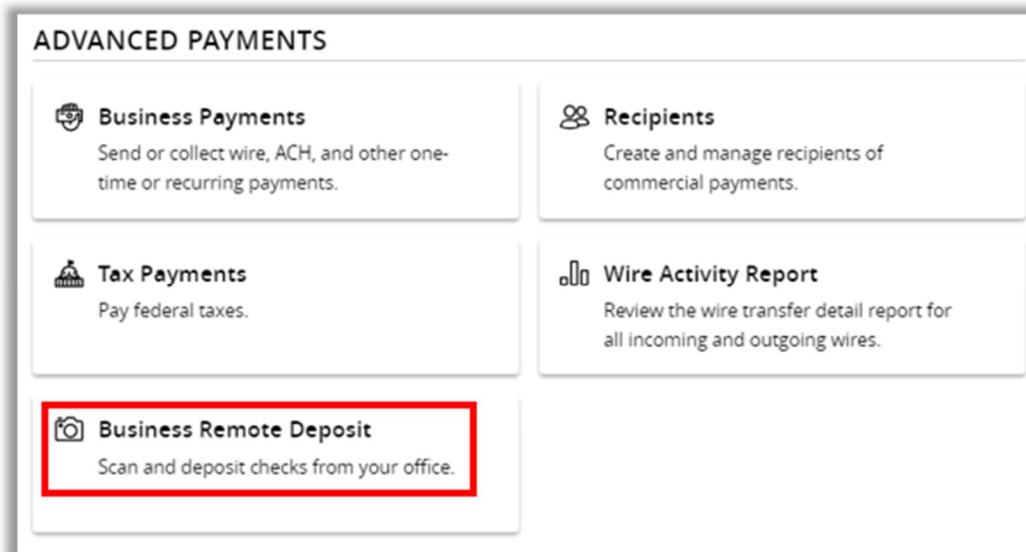 ADVANCED PAYMENTS
Business Payments
Send or collect wire, ACH, and other one-
time or recurring payments.
Recipients
Create and manage recipients of
commercial payments.
Tax Payments
Pay federal taxes.
Wire Activity Report
Review the wire transfer detail report for
all incoming and outgoing wires.
Business Remote Deposit
Scan and deposit checks from your office.